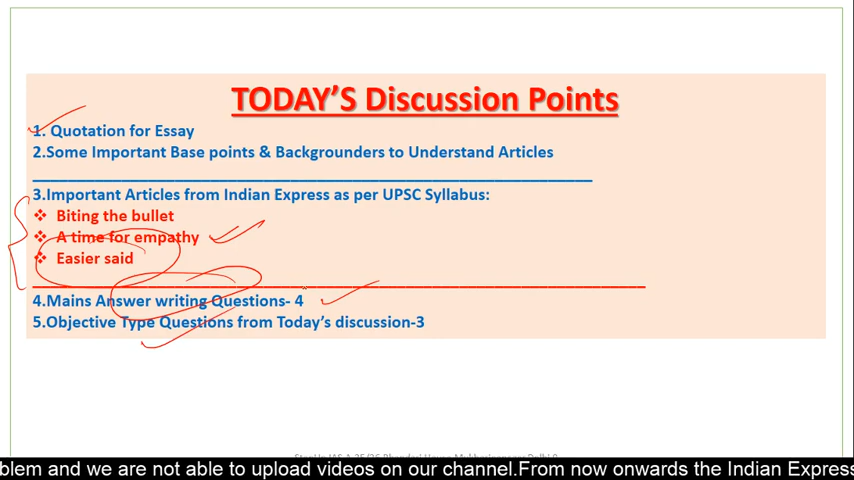 TODAY'S Discussion Points
1. Quotation for Essay
2.Some Important Base points & Backgrounders to Understand Articles
3.Important Articles from Indian Express as per UPSC Syllabus:
❖ Biting the bullet
❖ A time for empathy
❖ Easier said
4.Mains Answer writing Questions- 4
5.Objective Type Questions from Today's discussion-3
blem and we are not able to upload videos on our channel.From now onwards the Indian Express